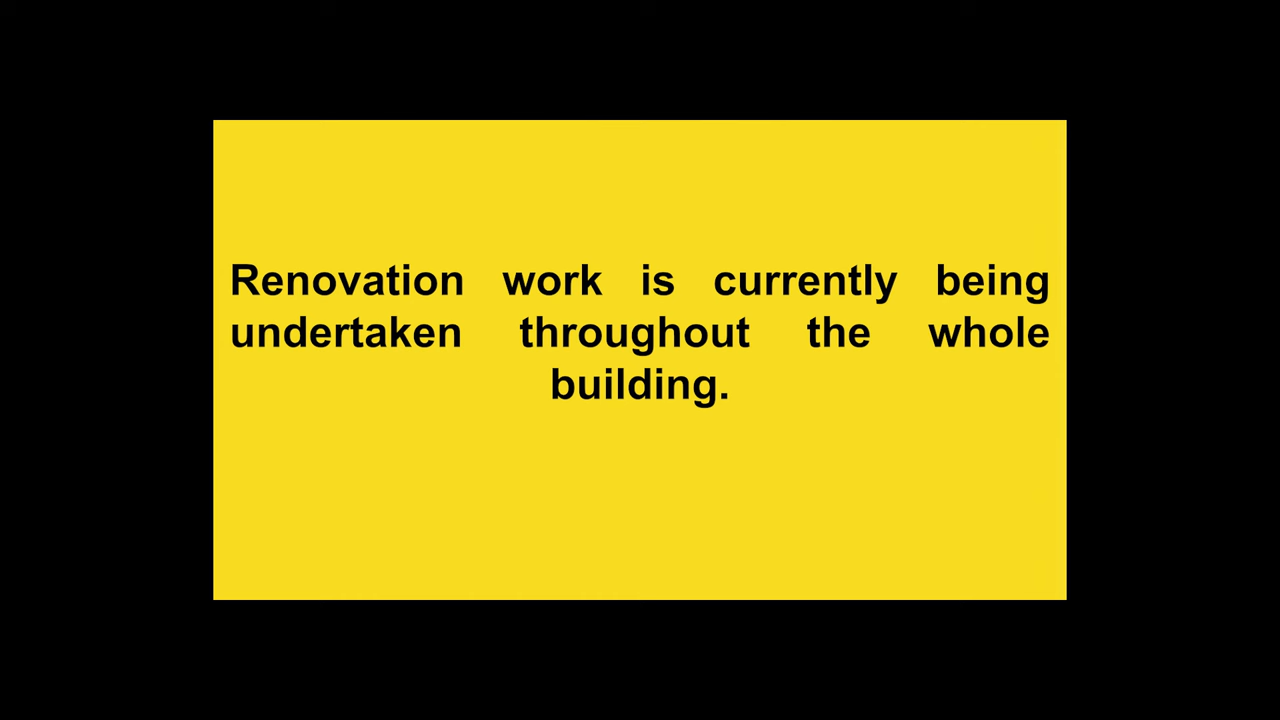 Renovation work is currently being
undertaken throughout the whole
building.